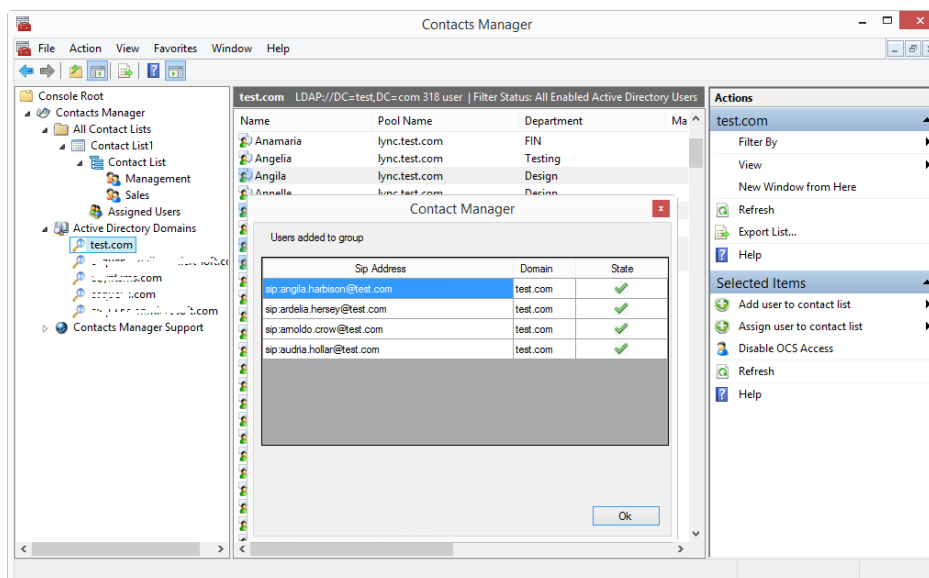 Contacts Manager
File Action View Favorites Window Help
Console Root
Contacts Manager
All Contact Lists
Contact List1
Contact List
Management
Sales
Assigned Users
Active Directory Domains
test.com
Contacts Manager Support
test.com LDAP://DC=test,DC=com 318 user | Filter Status: All Enabled Active Directory Users
Name Pool Name Department Ma
Anamaria lync.test.com FIN
Angelia lync.test.com Testing
Angila lync.test.com Design
Annelle lync.test.com Design
Contact Manager
Users added to group
Sip Address Domain State
sip:angila.harbison@test.com test.com
sip:ardelia.hersey@test.com test.com
sip:arnoldo.crow@test.com test.com
sip:audria.hollar@test.com test.com
Ok
Actions
test.com
Filter By
View
New Window from Here
Refresh
Export List...
Help
Selected Items
Add user to contact list
Assign user to contact list
Disable OCS Access
Refresh
Help